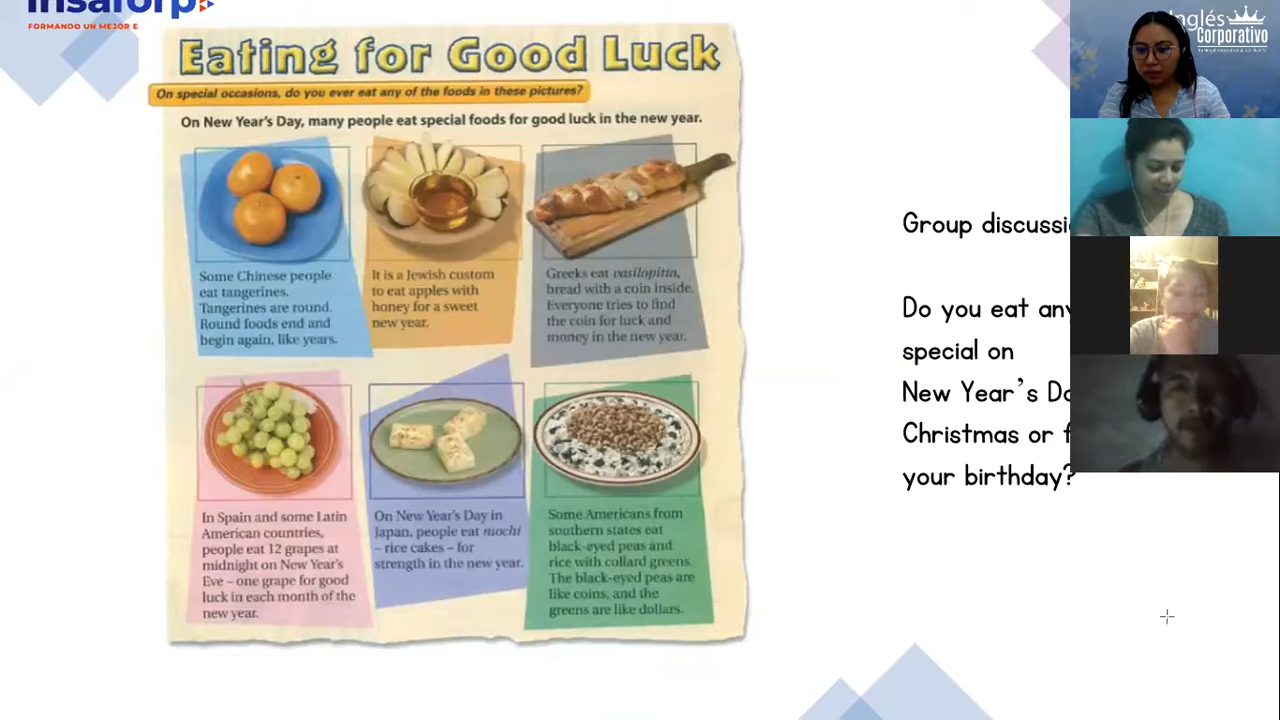 insaforp
FORMANDO UN MEJOR E
Eating for Good Luck
On special occasions, do you ever eat any of the foods in these pictures?
On New Year's Day, many people eat special foods for good luck in the new year.
Some Chinese people
eat tangerines.
Tangerines are round.
Round foods end and
begin again, like years.
It is a Jewish custom
to eat apples with
honey for a sweet
new year.
Greeks eat vasilopitta,
bread with a coin inside.
Everyone tries to find
the coin for luck and
money in the new year.
In Spain and some Latin
American countries,
people eat 12 grapes at
midnight on New Year's
Eve – one grape for good
luck in each month of the
new year.
On New Year's Day in
Japan, people eat mochi
– rice cakes – for
strength in the new year.
Some Americans from
southern states eat
black-eyed peas and
rice with collard greens.
The black-eyed peas are
like coins, and the
greens are like dollars.
Group discussi
Do you eat any
special on
New Year's Da
Christmas or f
your birthday?
Inglés
Corporativo